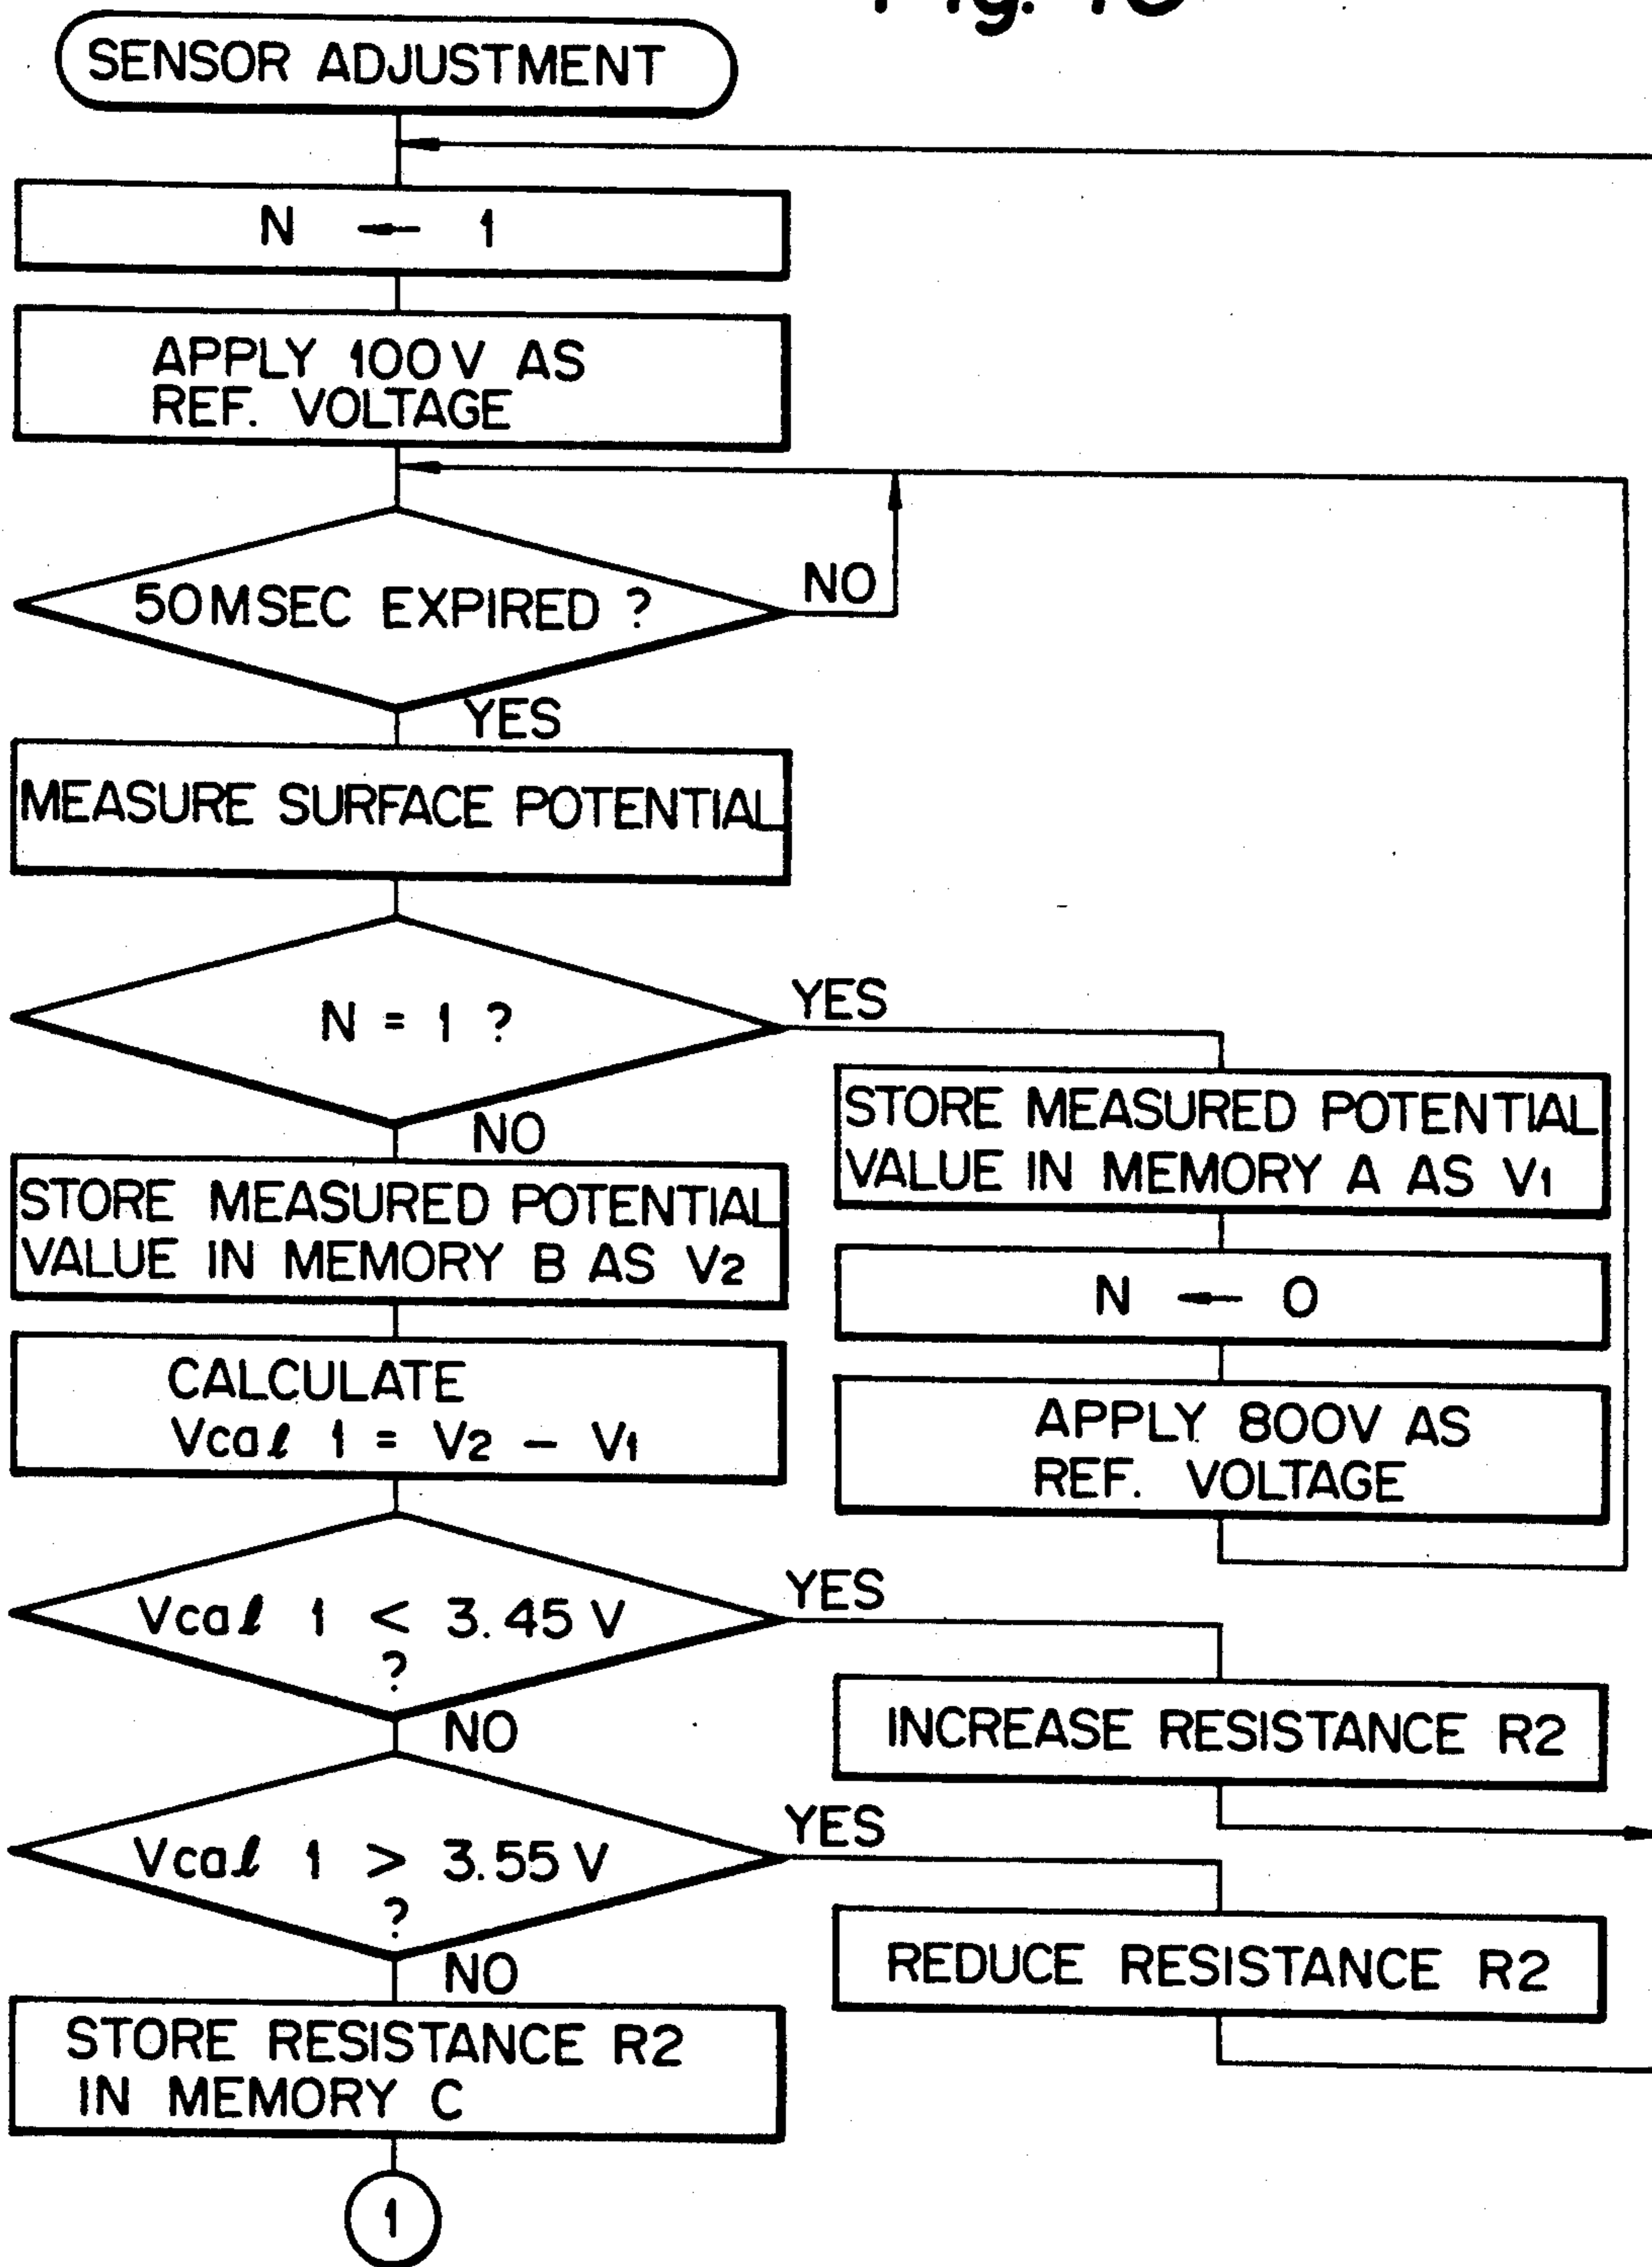 SENSOR ADJUSTMENT
N ← 1
APPLY 100V AS
REF. VOLTAGE
50MSEC EXPIRED ?
NO
YES
MEASURE SURFACE POTENTIAL
N = 1 ?
YES
NO
STORE MEASURED POTENTIAL
VALUE IN MEMORY A AS V1
N ← 0
APPLY 800V AS
REF. VOLTAGE
STORE MEASURED POTENTIAL
VALUE IN MEMORY B AS V2
CALCULATE
Vcal 1 = V2 - V1
Vcal 1 < 3.45 V
?
YES
INCREASE RESISTANCE R2
NO
Vcal 1 > 3.55 V
?
YES
REDUCE RESISTANCE R2
NO
STORE RESISTANCE R2
IN MEMORY C
1